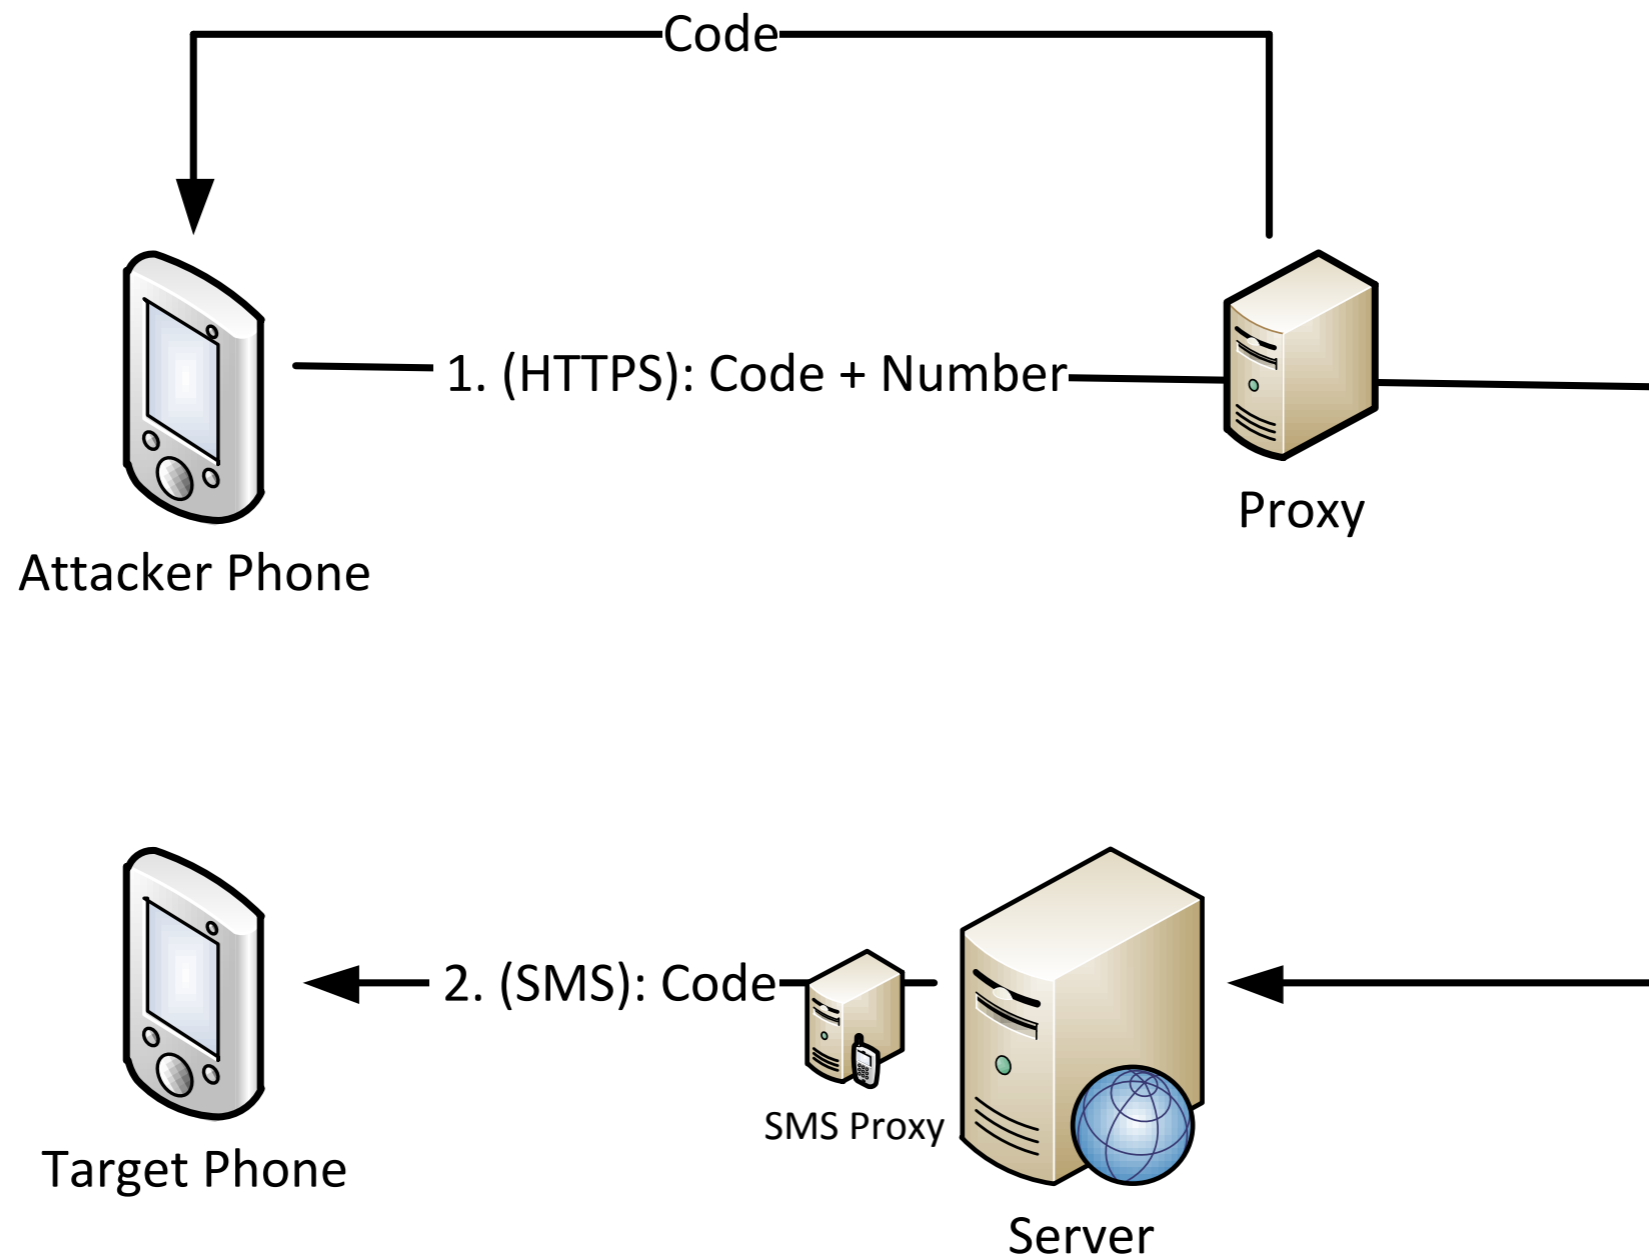 Code
1. (HTTPS): Code + Number
Proxy
Attacker Phone
2. (SMS): Code
SMS Proxy
Target Phone
Server